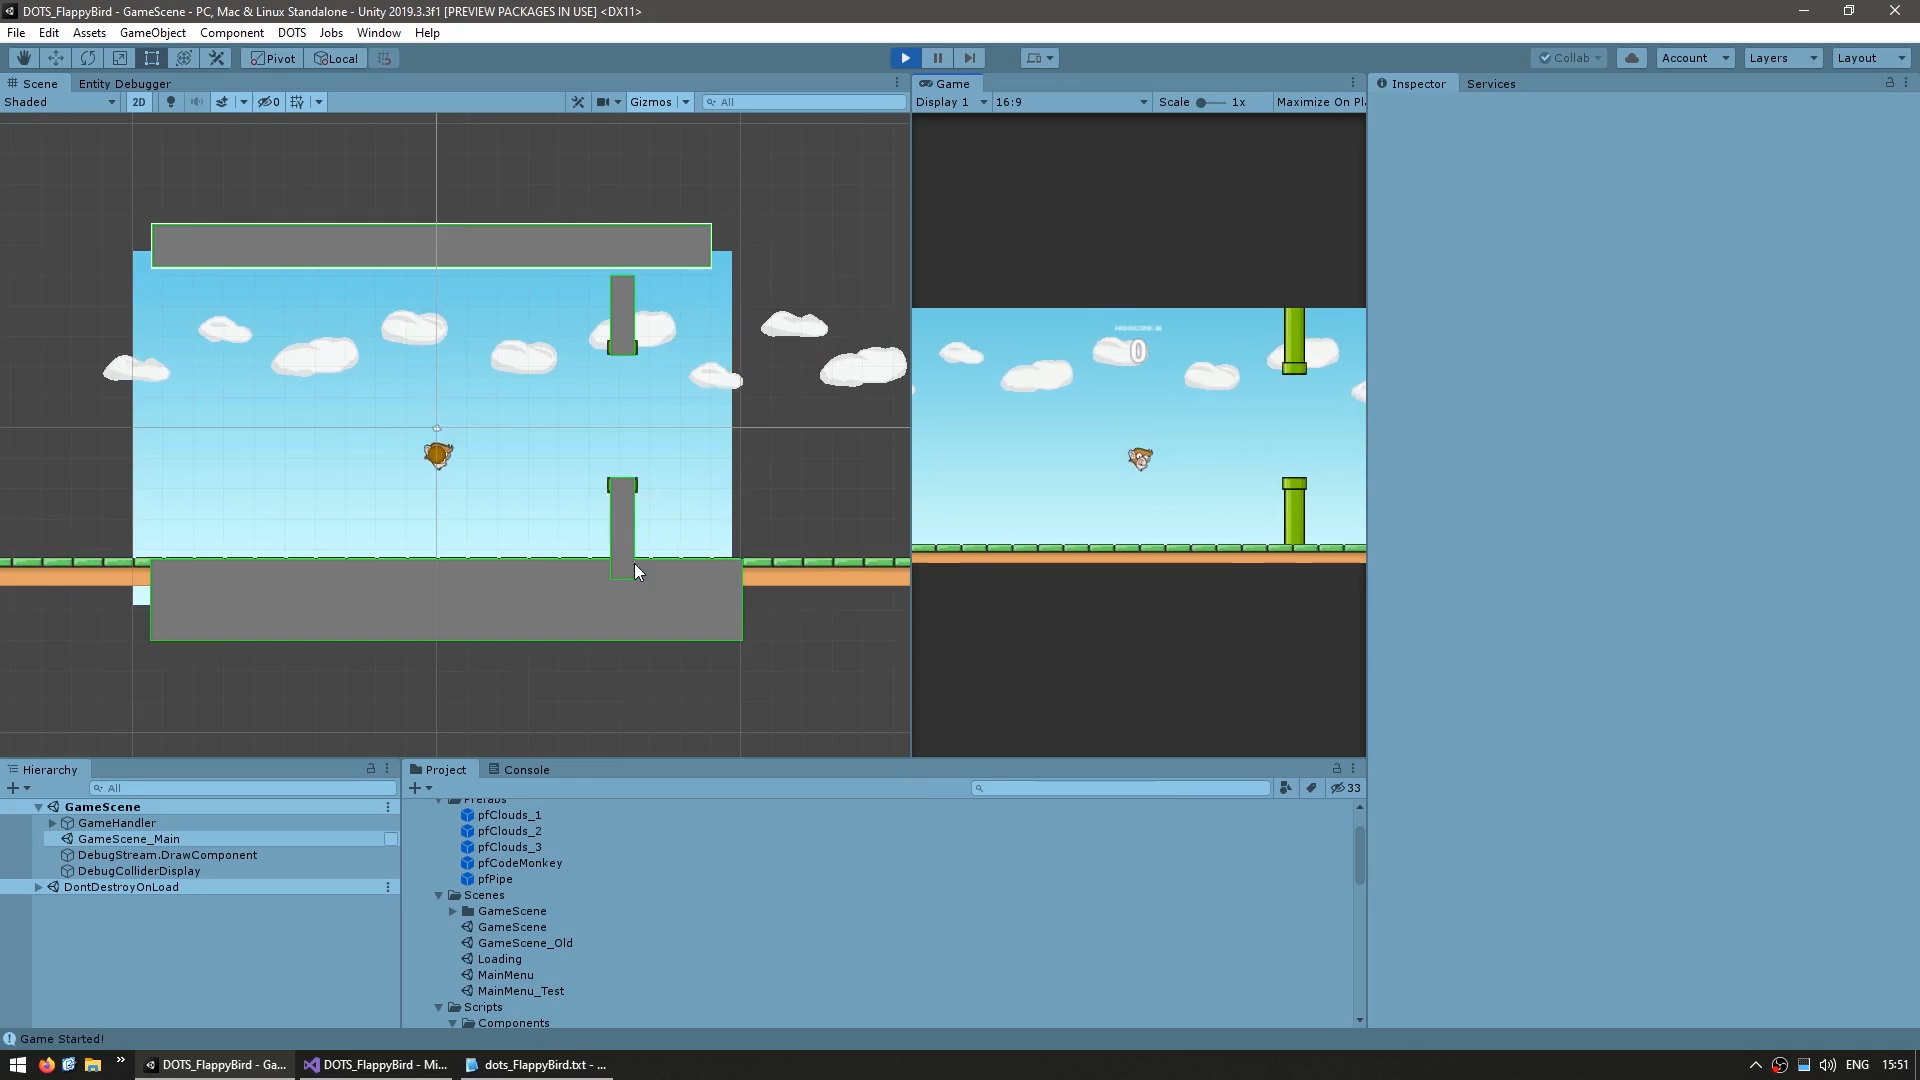 DOTS_FlappyBird - GameScene - PC, Mac & Linux Standalone - Unity 2019.3.3f1 [PREVIEW PACKAGES IN USE] <DX11>
File Edit Assets GameObject Component DOTS Jobs Window Help
Pivot Local Collab Account Layers Layout
Scene Entity Debugger Game Inspector Services
Shaded 2D 0 Gizmos All Display 1 16:9 Scale 1x Maximize On Pl
0
Hierarchy Project Console
All 33
GameScene
GameHandler
GameScene_Main
DebugStream.DrawComponent
DebugColliderDisplay
DontDestroyOnLoad
Prefabs
pfClouds_1
pfClouds_2
pfClouds_3
pfCodeMonkey
pfPipe
Scenes
GameScene
GameScene
GameScene_Old
Loading
MainMenu
MainMenu_Test
Scripts
Components
Game Started!
DOTS_FlappyBird - Ga... DOTS_FlappyBird - Mi... dots_FlappyBird.txt - ... ENG 15:51